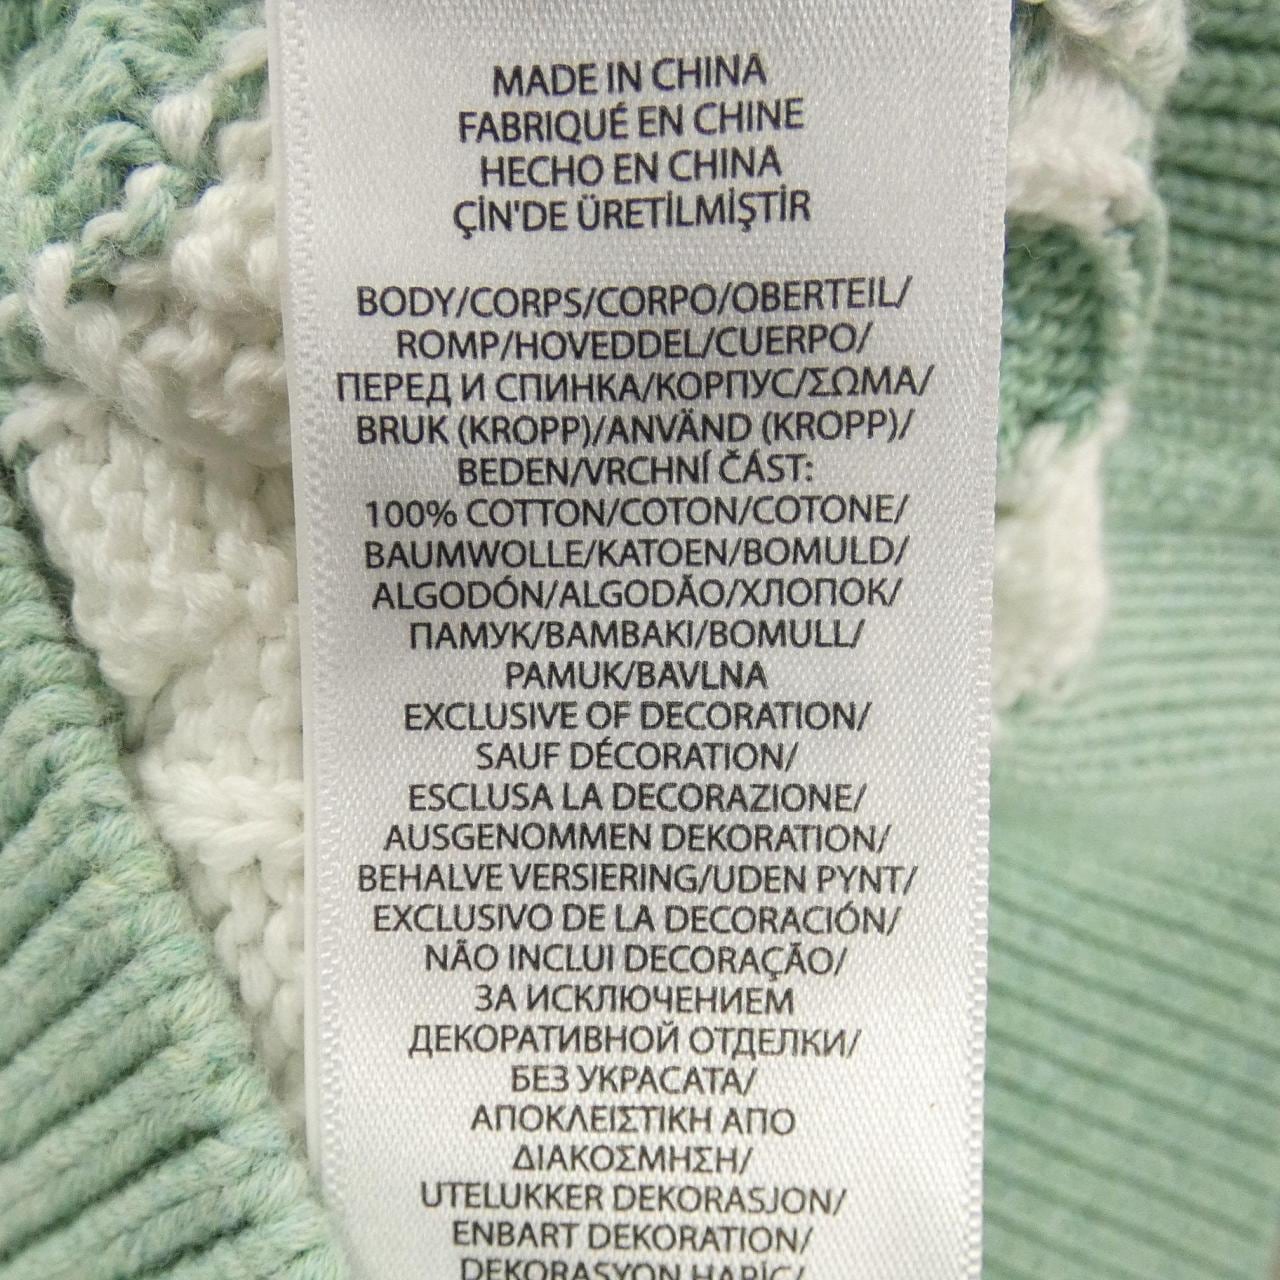 MADE IN CHINA
FABRIQUÉ EN CHINE
HECHO EN CHINA
ÇİN'DE ÜRETİLMİŞTİR
BODY/CORPS/CORPO/OBERTEIL/
ROMP/HOVEDDEL/CUERPO/
ПЕРЕД И СПИНКА/КОРПУС/ΣΩΜΑ/
BRUK (KROPP)/ANVÄND (KROPP)/
BEDEN/VRCHNÍ ČÁST:
100% COTTON/COTON/COTONE/
BAUMWOLLE/KATOEN/BOMULD/
ALGODÓN/ALGODÃO/ХЛОПОК/
ПАМУК/ΒΑΜΒΑΚΙ/BOMULL/
PAMUK/BAVLNA
EXCLUSIVE OF DECORATION/
SAUF DÉCORATION/
ESCLUSA LA DECORAZIONE/
AUSGENOMMEN DEKORATION/
BEHALVE VERSIERING/UDEN PYNT/
EXCLUSIVO DE LA DECORACIÓN/
NÃO INCLUI DECORAÇÃO/
ЗА ИСКЛЮЧЕНИЕМ
ДЕКОРАТИВНОЙ ОТДЕЛКИ/
БЕЗ УКРАСАТА/
ΑΠΟΚΛΕΙΣΤΙΚΗ ΑΠΟ
ΔΙΑΚΟΣΜΗΣΗ/
UTELUKKER DEKORASJON/
ENBART DEKORATION/
DEKORASYON HARİÇ/